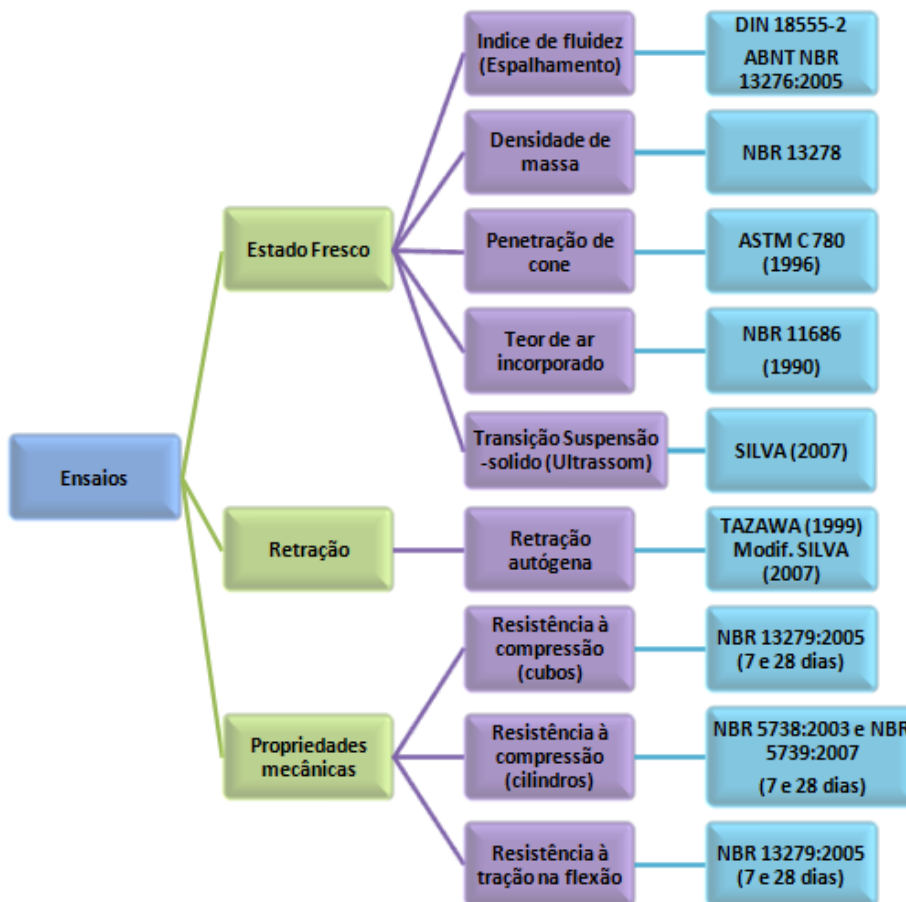 Ensaios
Estado Fresco
Indice de fluidez
(Espalhamento)
DIN 18555-2
ABNT NBR
13276:2005
Densidade de
massa
NBR 13278
Penetração de
cone
ASTM C 780
(1996)
Teor de ar
incorporado
NBR 11686
(1990)
Transição Suspensão
-solido (Ultrassom)
SILVA (2007)
Retração
Retração
autógena
TAZAWA (1999)
Modif. SILVA
(2007)
Propriedades
mecânicas
Resistência à
compressão
(cubos)
NBR 13279:2005
(7 e 28 dias)
Resistência à
compressão
(cilindros)
NBR 5738:2003 e NBR
5739:2007
(7 e 28 dias)
Resistência à
tração na flexão
NBR 13279:2005
(7 e 28 dias)